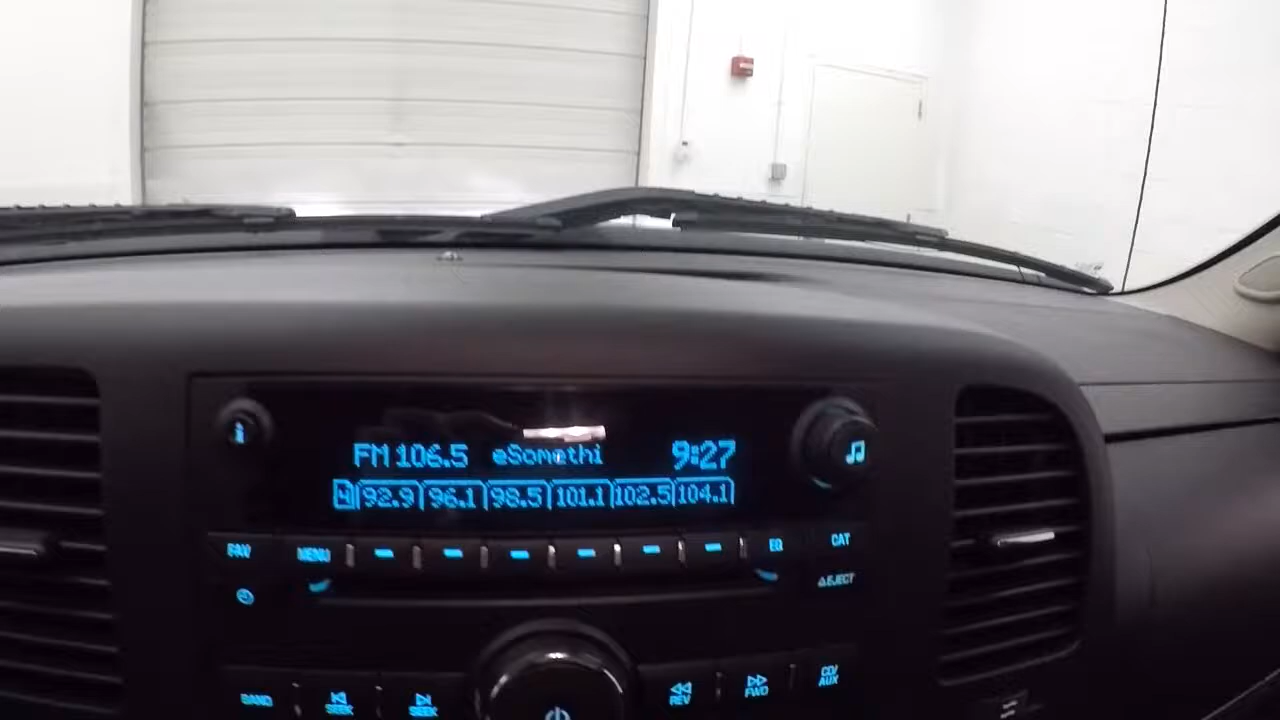 FM 106.5 eSomethi 9:27
4 92.9 96.1 98.5 101.1 102.5 104.1
FAV MENU EQ CAT
EJECT
BAND SEEK SEEK REV FWD CD/AUX